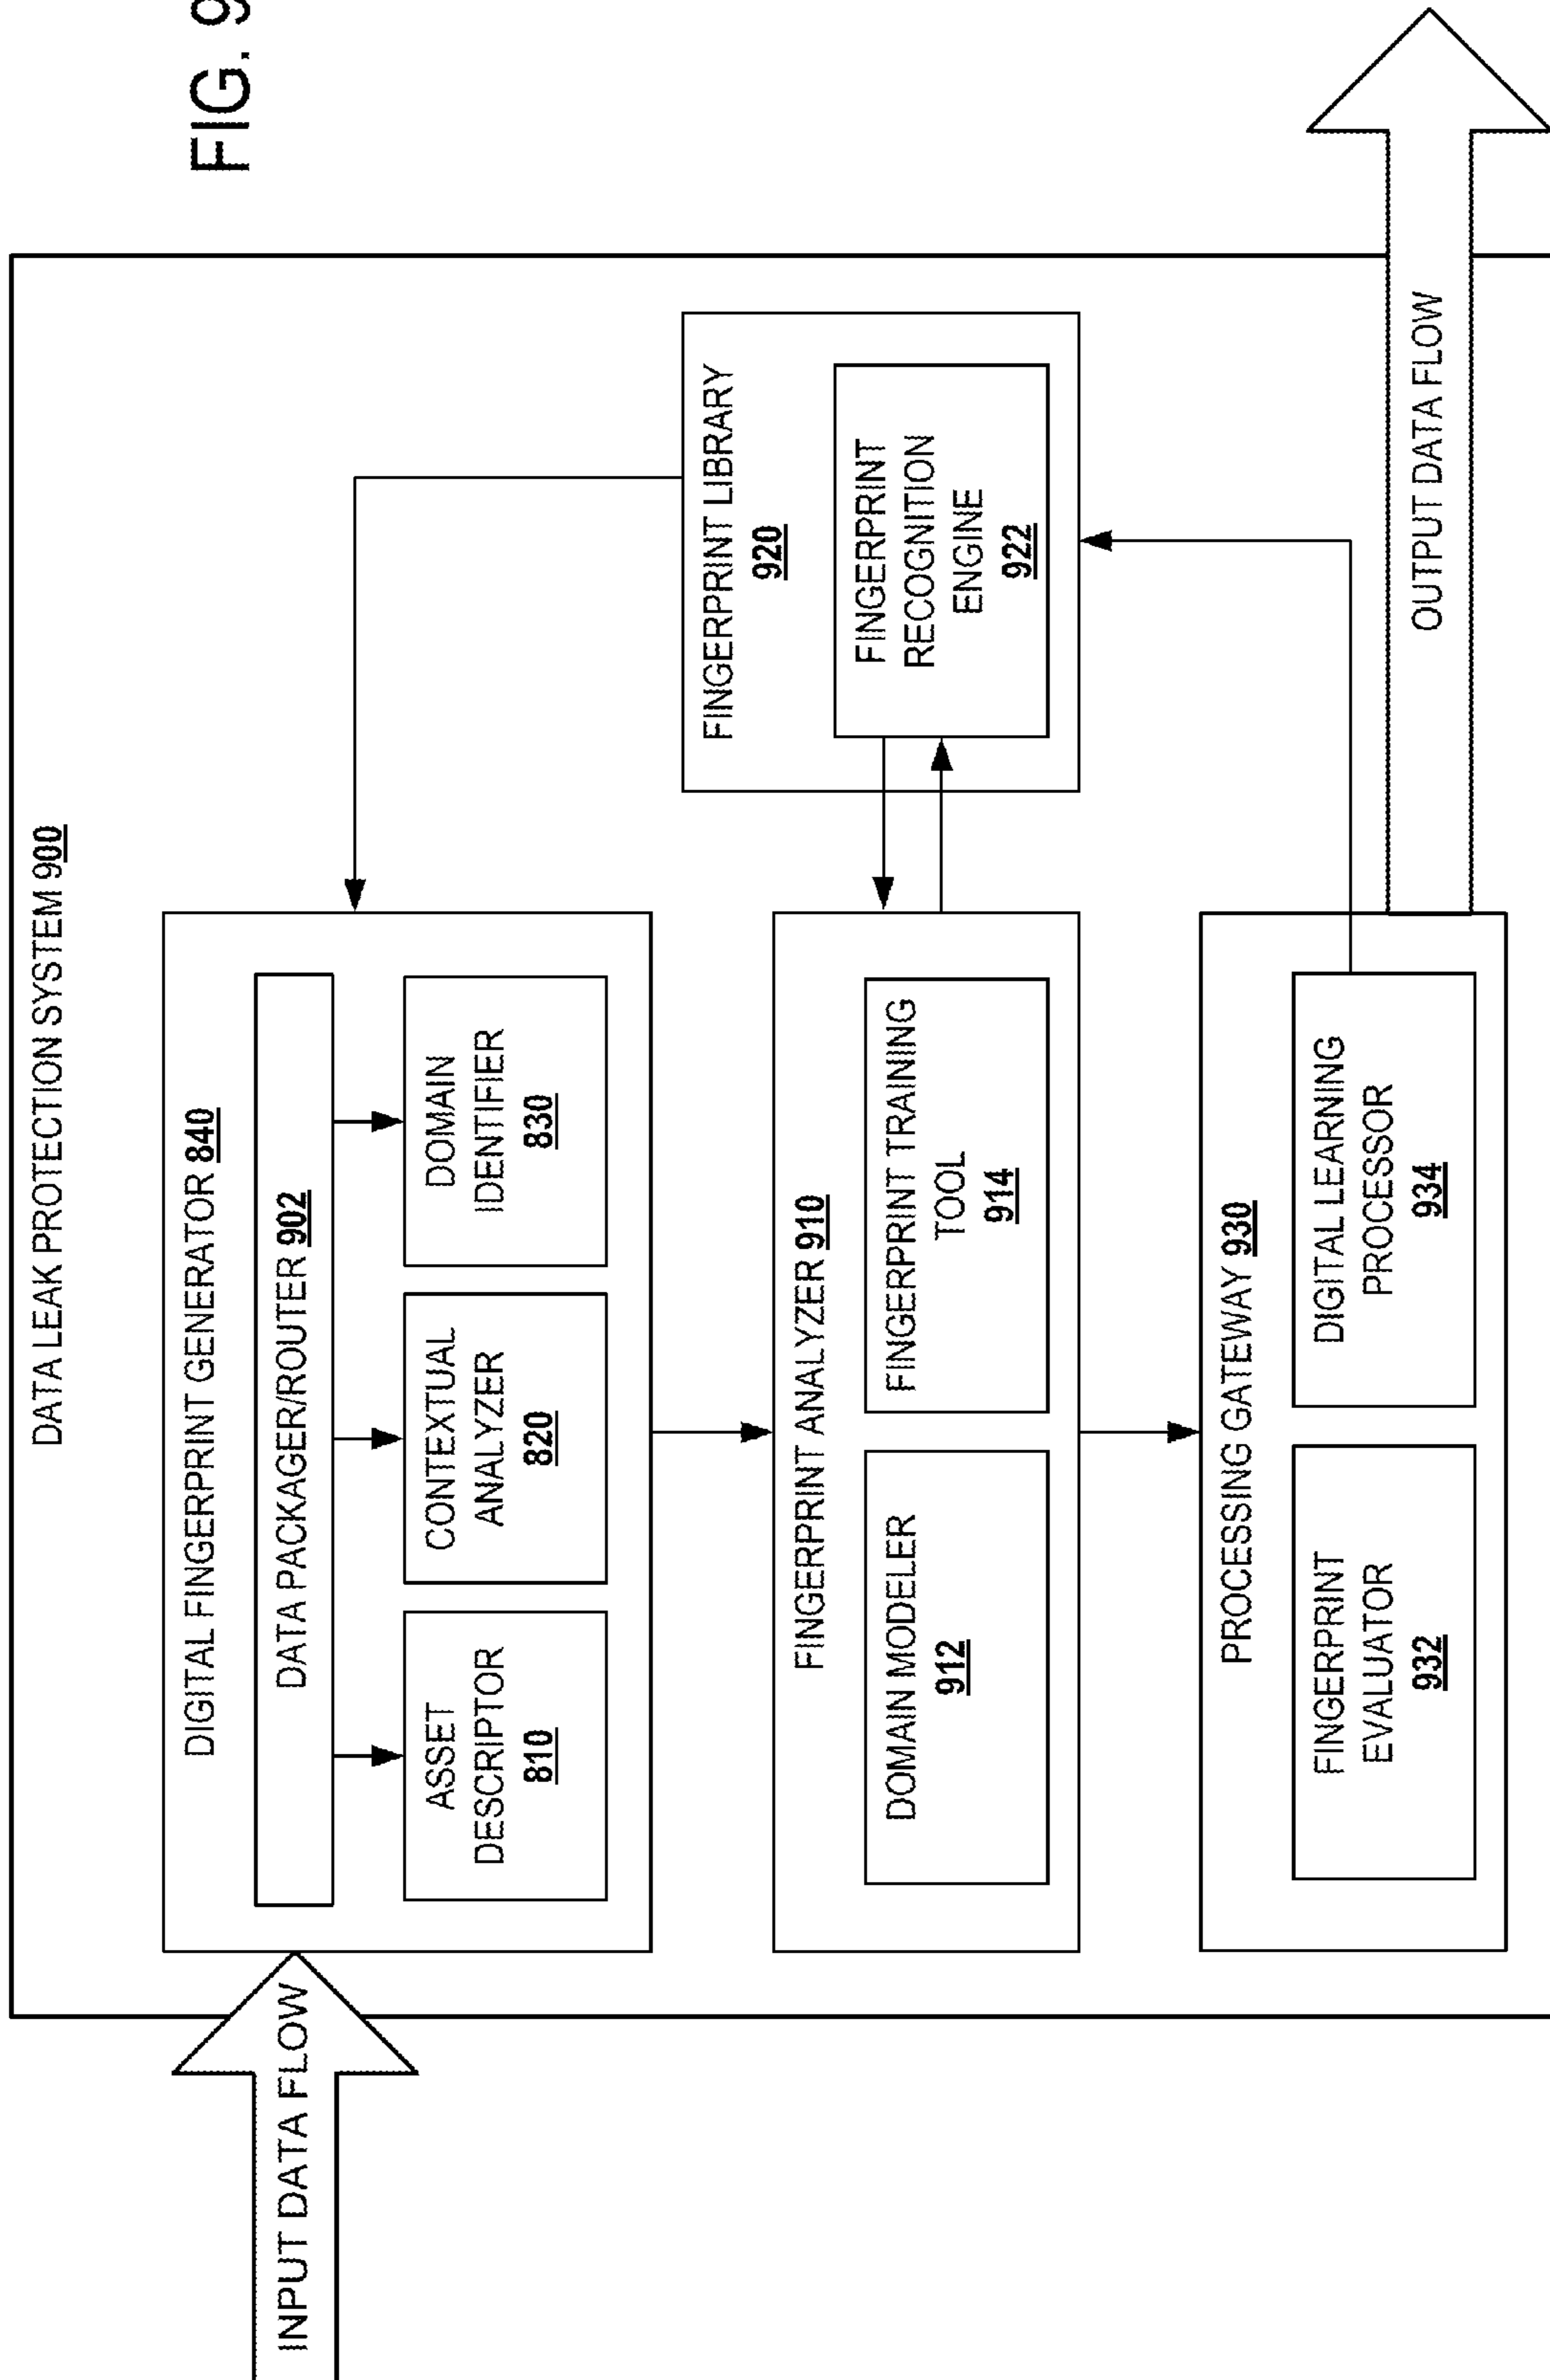 FIG. 9
DATA LEAK PROTECTION SYSTEM 900
INPUT DATA FLOW
DIGITAL FINGERPRINT GENERATOR 840
DATA PACKAGER/ROUTER 902
ASSET
DESCRIPTOR
810
CONTEXTUAL
ANALYZER
820
DOMAIN
IDENTIFIER
830
FINGERPRINT LIBRARY
920
FINGERPRINT
RECOGNITION
ENGINE
922
FINGERPRINT ANALYZER 910
DOMAIN MODELER
912
FINGERPRINT TRAINING
TOOL
914
PROCESSING GATEWAY 930
FINGERPRINT
EVALUATOR
932
DIGITAL LEARNING
PROCESSOR
934
OUTPUT DATA FLOW